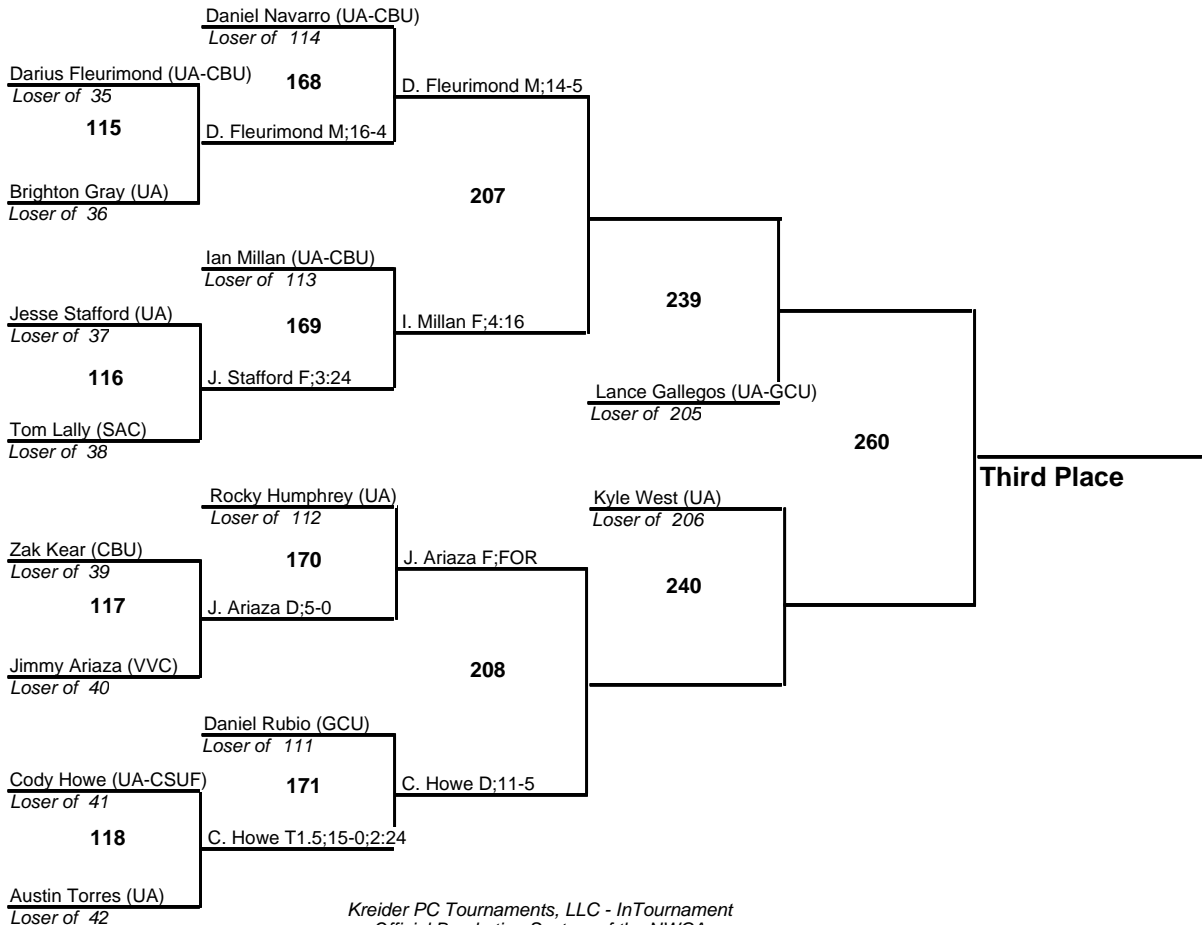 Daniel Navarro (UA-CBU)
Loser of 114
Darius Fleurimond (UA-CBU)
Loser of 35
168
D. Fleurimond M;14-5
115
D. Fleurimond M;16-4
Brighton Gray (UA)
Loser of 36
207
Ian Millan (UA-CBU)
Loser of 113
Jesse Stafford (UA)
Loser of 37
169
I. Millan F;4:16
239
116
J. Stafford F;3:24
Lance Gallegos (UA-GCU)
Loser of 205
Tom Lally (SAC)
Loser of 38
260
Third Place
Rocky Humphrey (UA)
Loser of 112
Kyle West (UA)
Loser of 206
Zak Kear (CBU)
Loser of 39
170
J. Ariaza F;FOR
240
117
J. Ariaza D;5-0
Jimmy Ariaza (VVC)
Loser of 40
208
Daniel Rubio (GCU)
Loser of 111
Cody Howe (UA-CSUF)
Loser of 41
171
C. Howe D;11-5
118
C. Howe T1.5;15-0;2:24
Austin Torres (UA)
Loser of 42
Kreider PC Tournaments, LLC - InTournament